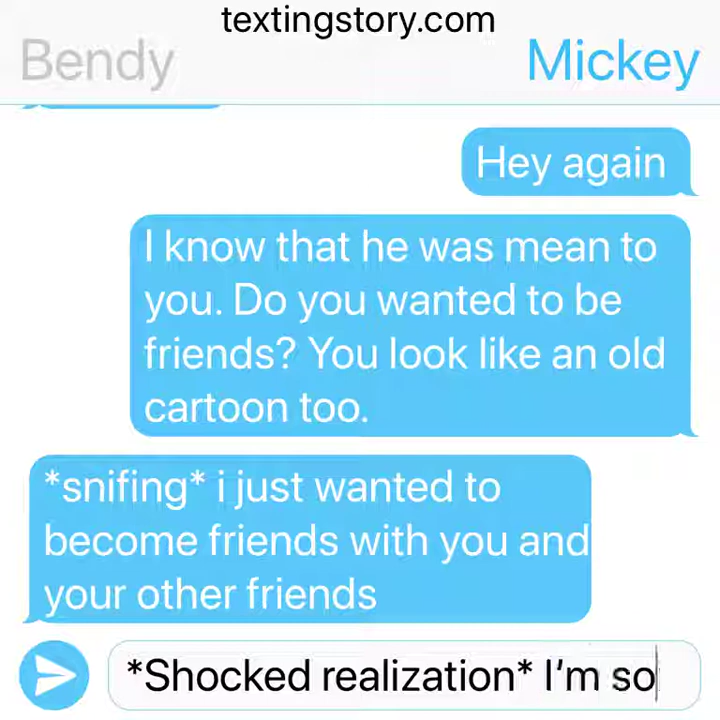 textingstory.com
Bendy
Mickey
Hey again
I know that he was mean to
you. Do you wanted to be
friends? You look like an old
cartoon too.
*snifing* i just wanted to
become friends with you and
your other friends
*Shocked realization* I'm so